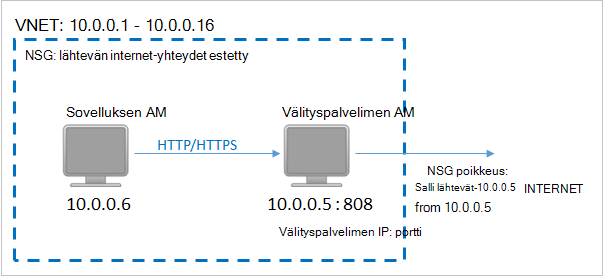 VNET: 10.0.0.1 - 10.0.0.16
NSG: lähtevän internet-yhteydet estetty
Sovelluksen AM
Välityspalvelimen AM
HTTP/HTTPS
NSG poikkeus:
Salli lähtevät-10.0.0.5
INTERNET
from 10.0.0.5
10.0.0.6
10.0.0.5 : 808
Välityspalvelimen IP: portti